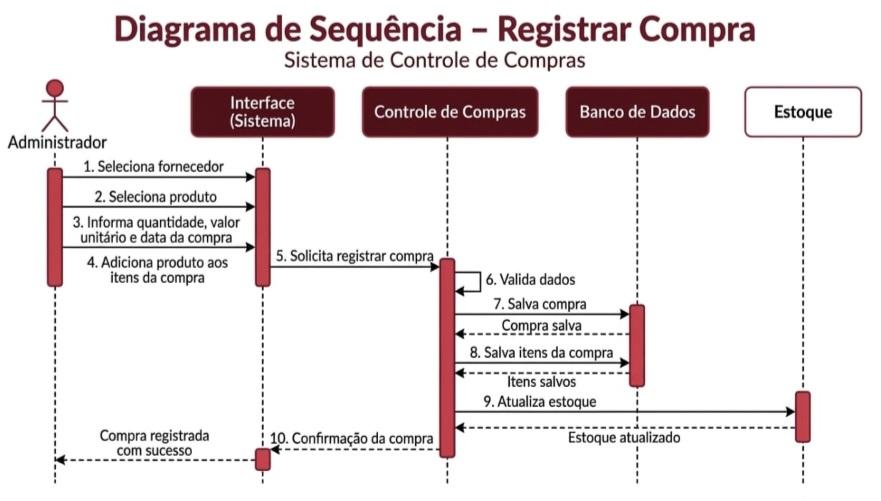 Diagrama de Sequência – Registrar Compra
Sistema de Controle de Compras
Administrador
Interface
(Sistema)
Controle de Compras
Banco de Dados
Estoque
1. Seleciona fornecedor
2. Seleciona produto
3. Informa quantidade, valor
unitário e data da compra
4. Adiciona produto aos
itens da compra
5. Solicita registrar compra
6. Valida dados
7. Salva compra
Compra salva
8. Salva itens da compra
Itens salvos
9. Atualiza estoque
Estoque atualizado
10. Confirmação da compra
Compra registrada
com sucesso